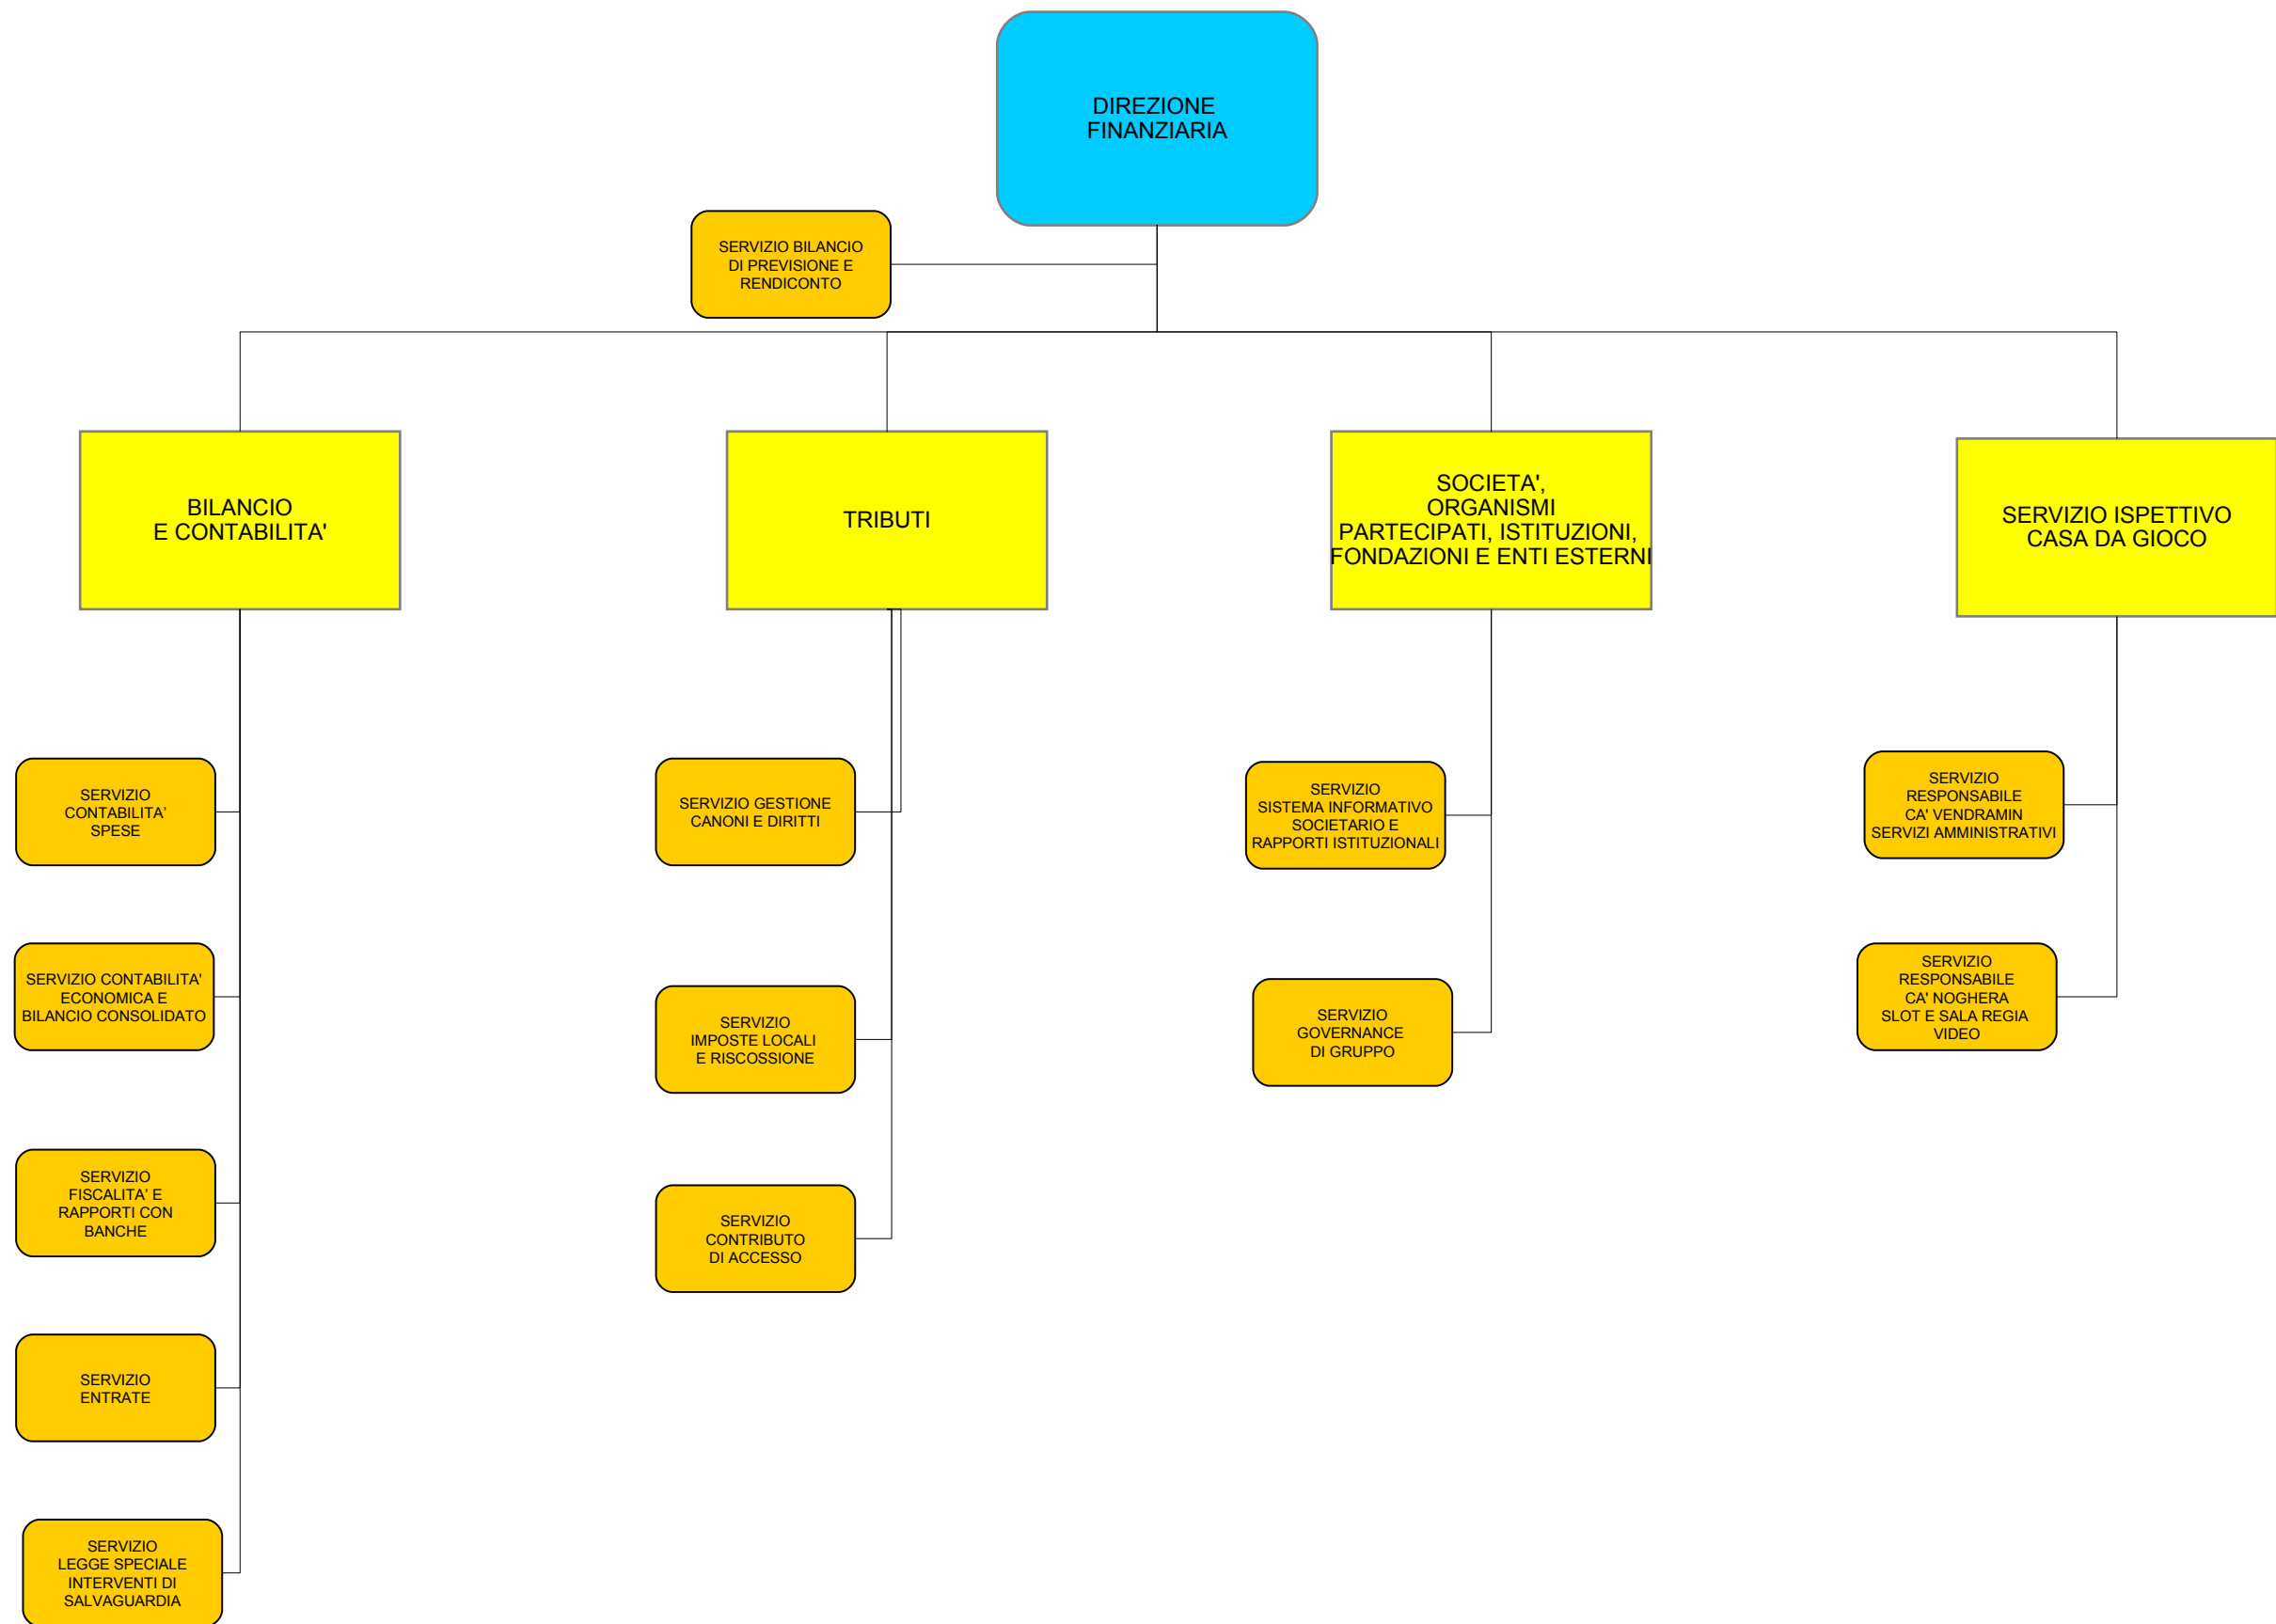 DIREZIONE
FINANZIARIA
SERVIZIO BILANCIO
DI PREVISIONE E
RENDICONTO
BILANCIO
E CONTABILITA'
TRIBUTI
SOCIETA',
ORGANISMI
PARTECIPATI, ISTITUZIONI,
FONDAZIONI E ENTI ESTERNI
SERVIZIO ISPETTIVO
CASA DA GIOCO
SERVIZIO
CONTABILITA'
SPESE
SERVIZIO CONTABILITA'
ECONOMICA E
BILANCIO CONSOLIDATO
SERVIZIO
FISCALITA' E
RAPPORTI CON
BANCHE
SERVIZIO
ENTRATE
SERVIZIO
LEGGE SPECIALE
INTERVENTI DI
SALVAGUARDIA
SERVIZIO GESTIONE
CANONI E DIRITTI
SERVIZIO
IMPOSTE LOCALI
E RISCOSSIONE
SERVIZIO
CONTRIBUTO
DI ACCESSO
SERVIZIO
SISTEMA INFORMATIVO
SOCIETARIO E
RAPPORTI ISTITUZIONALI
SERVIZIO
GOVERNANCE
DI GRUPPO
SERVIZIO
RESPONSABILE
CA' VENDRAMIN
SERVIZI AMMINISTRATIVI
SERVIZIO
RESPONSABILE
CA' NOGHERA
SLOT E SALA REGIA
VIDEO